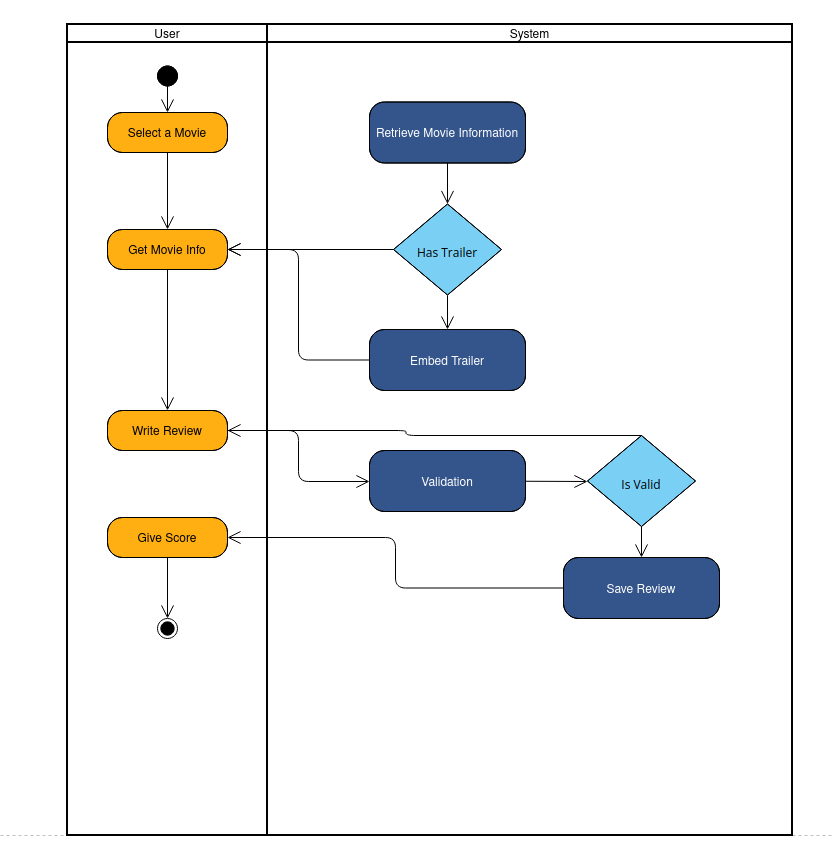 User
System
Select a Movie
Retrieve Movie Information
Get Movie Info
Has Trailer
Embed Trailer
Write Review
Validation
Is Valid
Give Score
Save Review